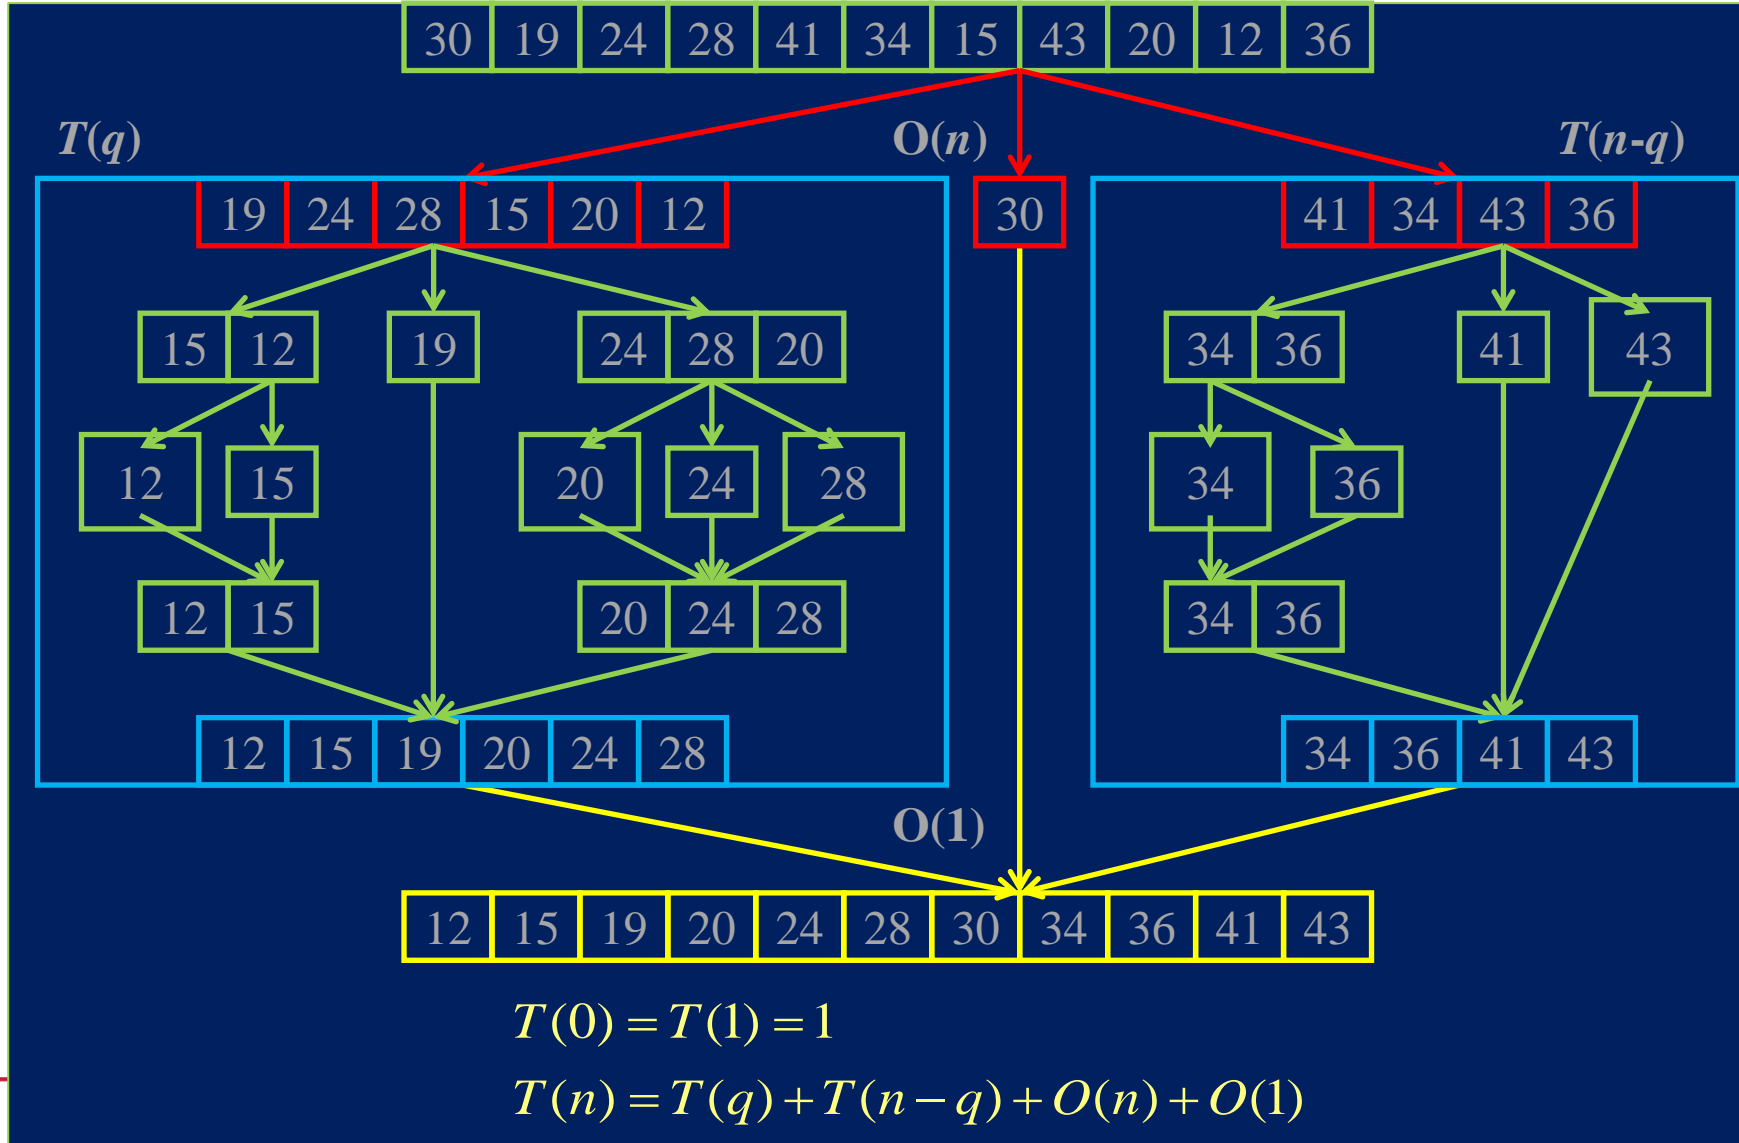 30 19 24 28 41 34 15 43 20 12 36
T(q) O(n) T(n-q)
19 24 28 15 20 12 30 41 34 43 36
15 12 19 24 28 20 34 36 41 43
12 15 20 24 28 34 36
12 15 20 24 28 34 36
12 15 19 20 24 28 34 36 41 43
O(1)
12 15 19 20 24 28 30 34 36 41 43
T(0) = T(1) = 1
T(n) = T(q) + T(n − q) + O(n) + O(1)